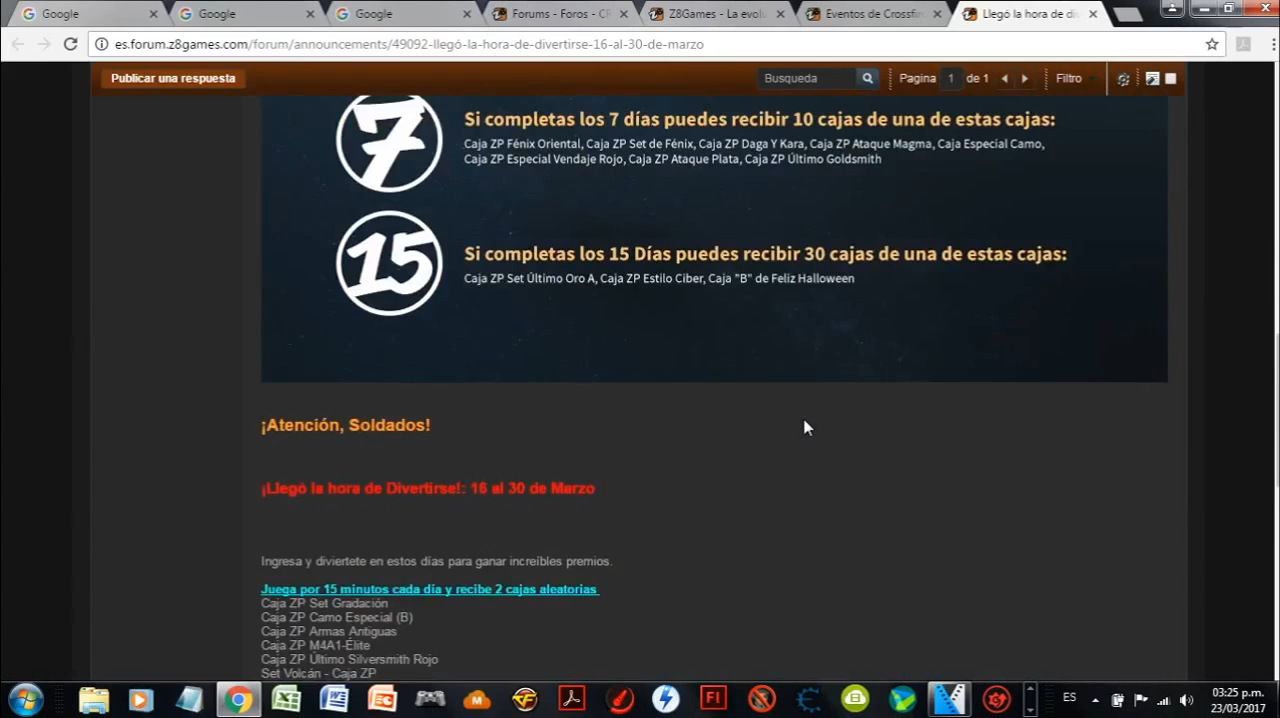 Google
Google
Google
Forums - Foros - C
Z8Games - La evolu
Eventos de Crossfi
Llegó la hora de di
es.forum.z8games.com/forum/announcements/49092-llegó-la-hora-de-divertirse-16-al-30-de-marzo
Publicar una respuesta
Busqueda
Pagina 1 de 1
Filtro
7
Si completas los 7 días puedes recibir 10 cajas de una de estas cajas:
Caja ZP Fénix Oriental, Caja ZP Set de Fénix, Caja ZP Daga Y Kara, Caja ZP Ataque Magma, Caja Especial Camo,
Caja ZP Especial Vendaje Rojo, Caja ZP Ataque Plata, Caja ZP Último Goldsmith
15
Si completas los 15 Días puedes recibir 30 cajas de una de estas cajas:
Caja ZP Set Último Oro A, Caja ZP Estilo Ciber, Caja "B" de Feliz Halloween
¡Atención, Soldados!
¡Llegó la hora de Divertirse!: 16 al 30 de Marzo
Ingresa y diviertete en estos días para ganar increíbles premios.
Juega por 15 minutos cada día y recibe 2 cajas aleatorias
Caja ZP Set Gradación
Caja ZP Camo Especial (B)
Caja ZP Armas Antiguas
Caja ZP M4A1-Élite
Caja ZP Último Silversmith Rojo
Set Volcán - Caja ZP
ES
03:25 p.m.
23/03/2017